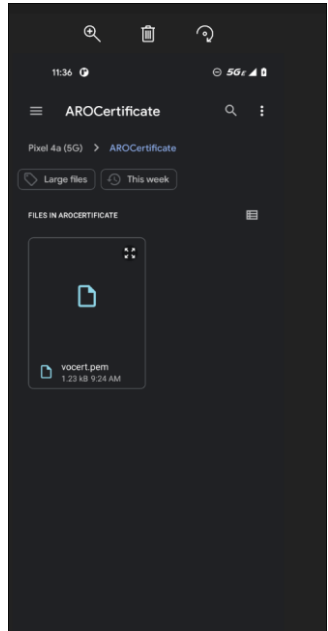 11:36
5GE
AROCertificate
Pixel 4a (5G) > AROCertificate
Large files
This week
FILES IN AROCERTIFICATE
vocert.pem
1.23 kB 9:24 AM